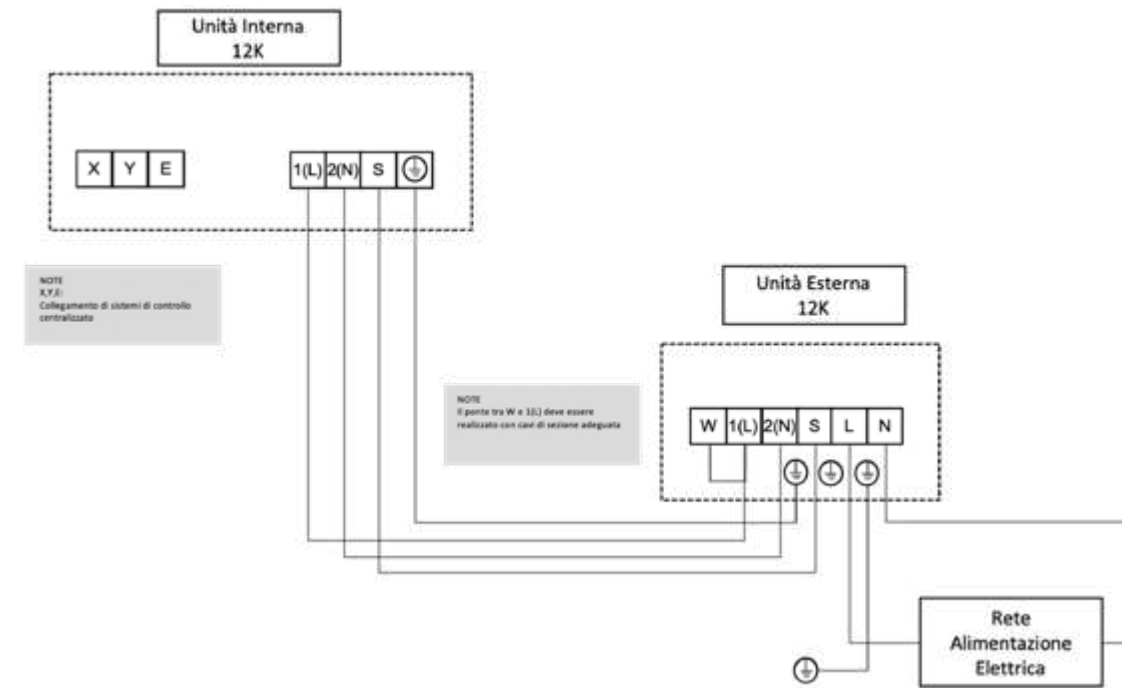 Unità Interna
12K
X Y E
1(L) 2(N) S
NOTE
X,Y,E:
Collegamento di sistemi di controllo
centralizzato
Unità Esterna
12K
NOTE
Il ponte tra W e 1(L) deve essere
realizzato con cavi di sezione adeguata
W 1(L) 2(N) S L N
Rete
Alimentazione
Elettrica